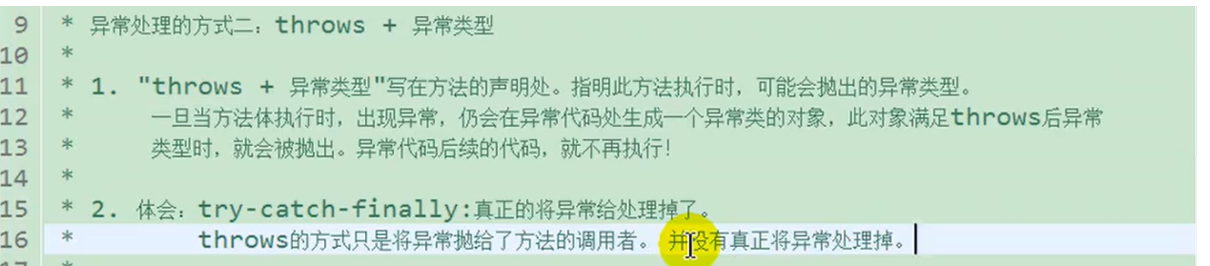 9 * 异常处理的方式二：throws + 异常类型
10 *
11 * 1. "throws + 异常类型"写在方法的声明处。指明此方法执行时，可能会抛出的异常类型。
12 * 一旦当方法体执行时，出现异常，仍会在异常代码处生成一个异常类的对象，此对象满足throws后异常
13 * 类型时，就会被抛出。异常代码后续的代码，就不再执行！
14 *
15 * 2. 体会：try-catch-finally:真正的将异常给处理掉了。
16 * throws的方式只是将异常抛给了方法的调用者。 并没有真正将异常处理掉。
17 *